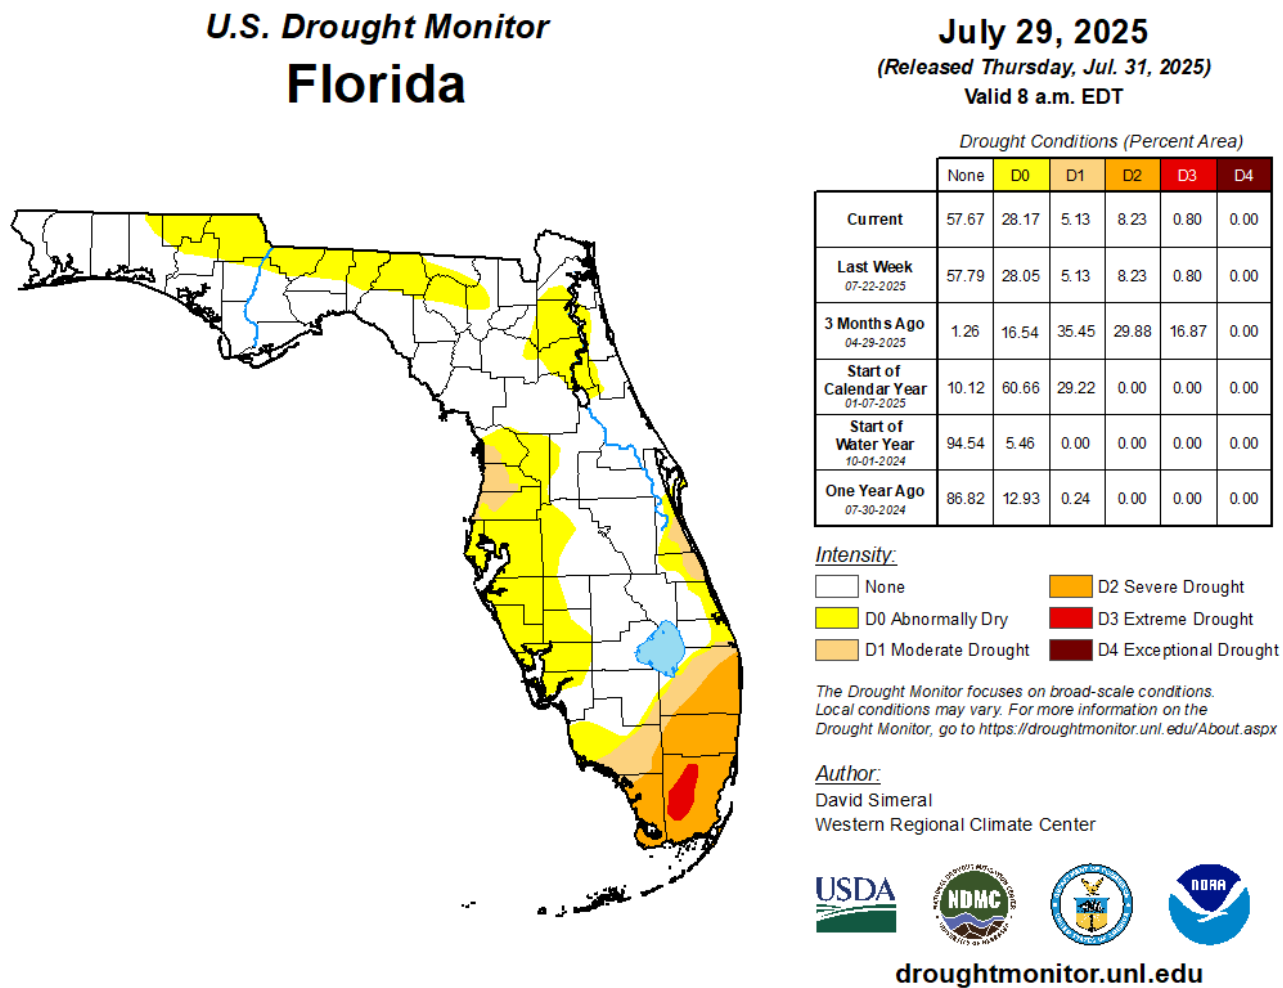 U.S. Drought Monitor
Florida
July 29, 2025
(Released Thursday, Jul. 31, 2025)
Valid 8 a.m. EDT
Drought Conditions (Percent Area)
None D0 D1 D2 D3 D4
Current 57.67 28.17 5.13 8.23 0.80 0.00
Last Week
07-22-2025 57.79 28.05 5.13 8.23 0.80 0.00
3 Months Ago
04-29-2025 1.26 16.54 35.45 29.88 16.87 0.00
Start of
Calendar Year
01-07-2025 10.12 60.66 29.22 0.00 0.00 0.00
Start of
Water Year
10-01-2024 94.54 5.46 0.00 0.00 0.00 0.00
One Year Ago
07-30-2024 86.82 12.93 0.24 0.00 0.00 0.00
Intensity:
None
D0 Abnormally Dry
D1 Moderate Drought
D2 Severe Drought
D3 Extreme Drought
D4 Exceptional Drought
The Drought Monitor focuses on broad-scale conditions.
Local conditions may vary. For more information on the
Drought Monitor, go to https://droughtmonitor.unl.edu/About.aspx
Author:
David Simeral
Western Regional Climate Center
USDA
NDMC
NOAA
droughtmonitor.unl.edu